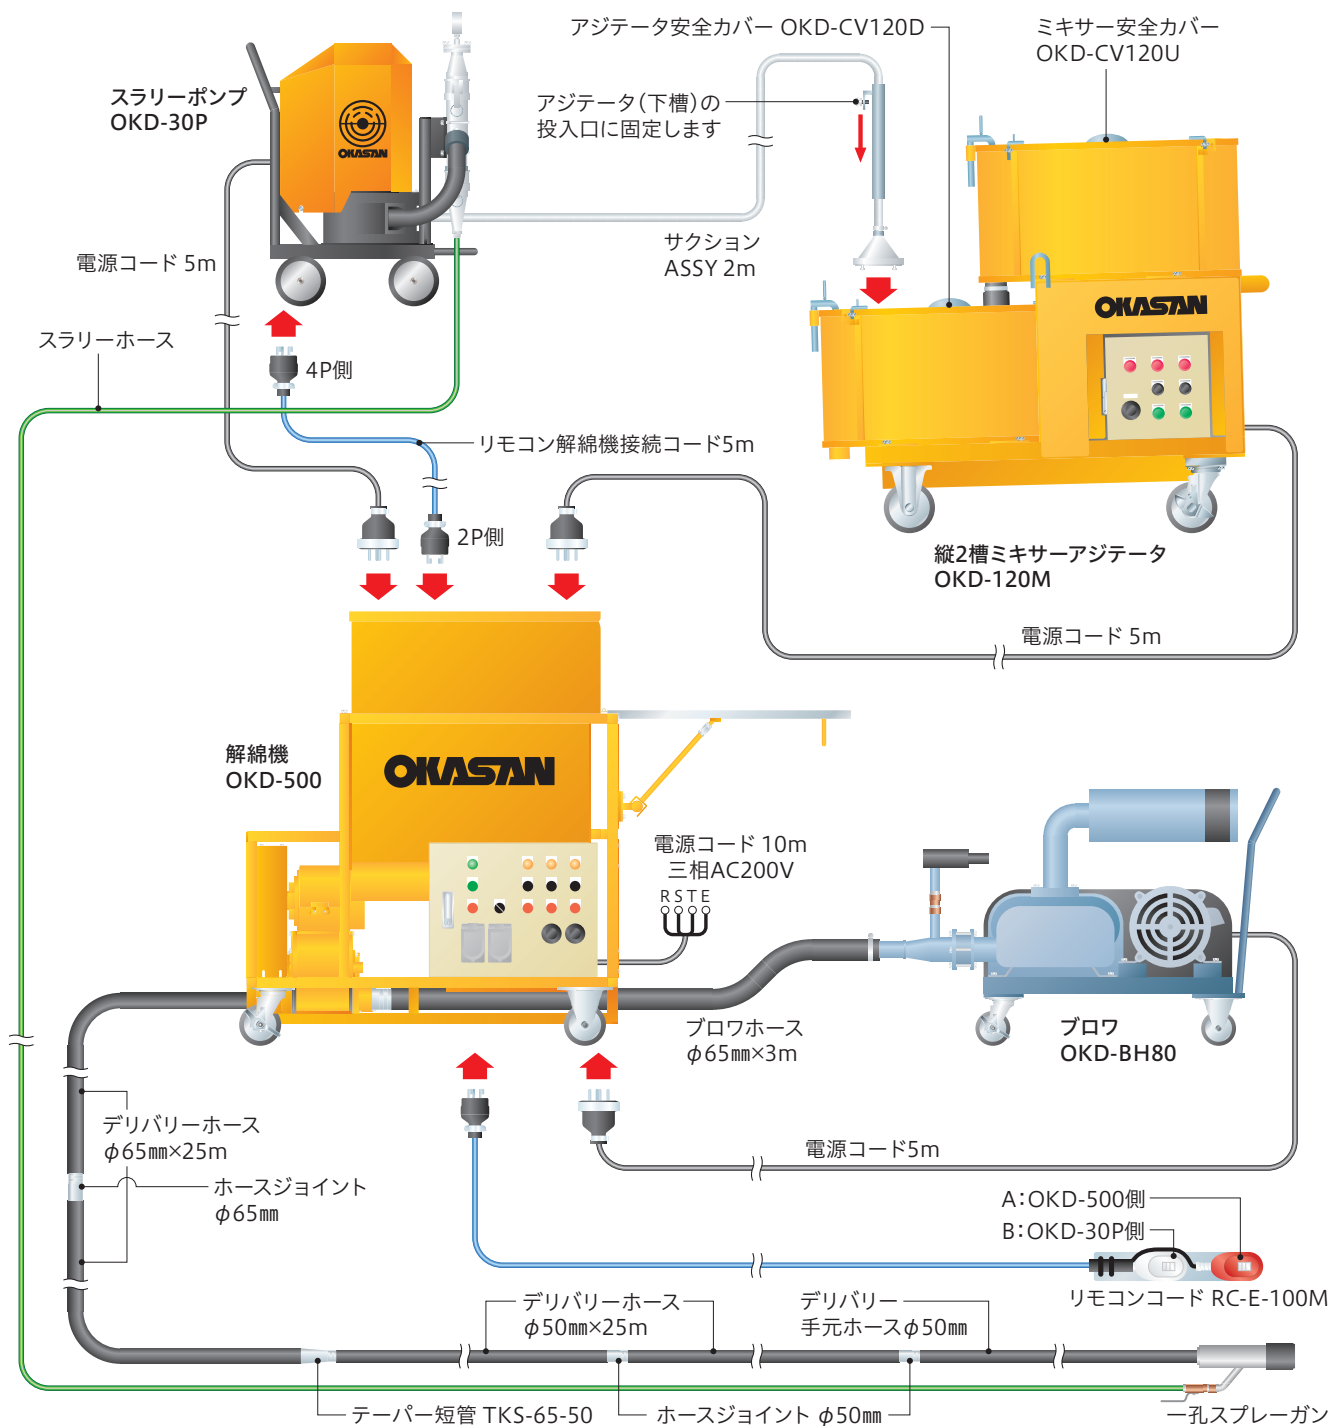 アジテータ安全カバー OKD-CV120D
ミキサー安全カバー
OKD-CV120U
スラリーポンプ
OKD-30P
OKASAN
アジテータ(下槽)の
投入口に固定します
サクション
ASSY 2m
電源コード 5m
スラリーホース
4P側
リモコン解綿機接続コード5m
2P側
OKASAN
縦2槽ミキサーアジテータ
OKD-120M
電源コード 5m
解綿機
OKD-500
OKASAN
電源コード 10m
三相AC200V
R S T E
ブロワホース
φ65㎜×3m
ブロワ
OKD-BH80
デリバリーホース
φ65㎜×25m
ホースジョイント
φ65㎜
電源コード5m
A:OKD-500側
B:OKD-30P側
リモコンコード RC-E-100M
デリバリーホース
φ50㎜×25m
デリバリー
手元ホースφ50㎜
テーパー短管 TKS-65-50
ホースジョイント φ50㎜
一孔スプレーガン